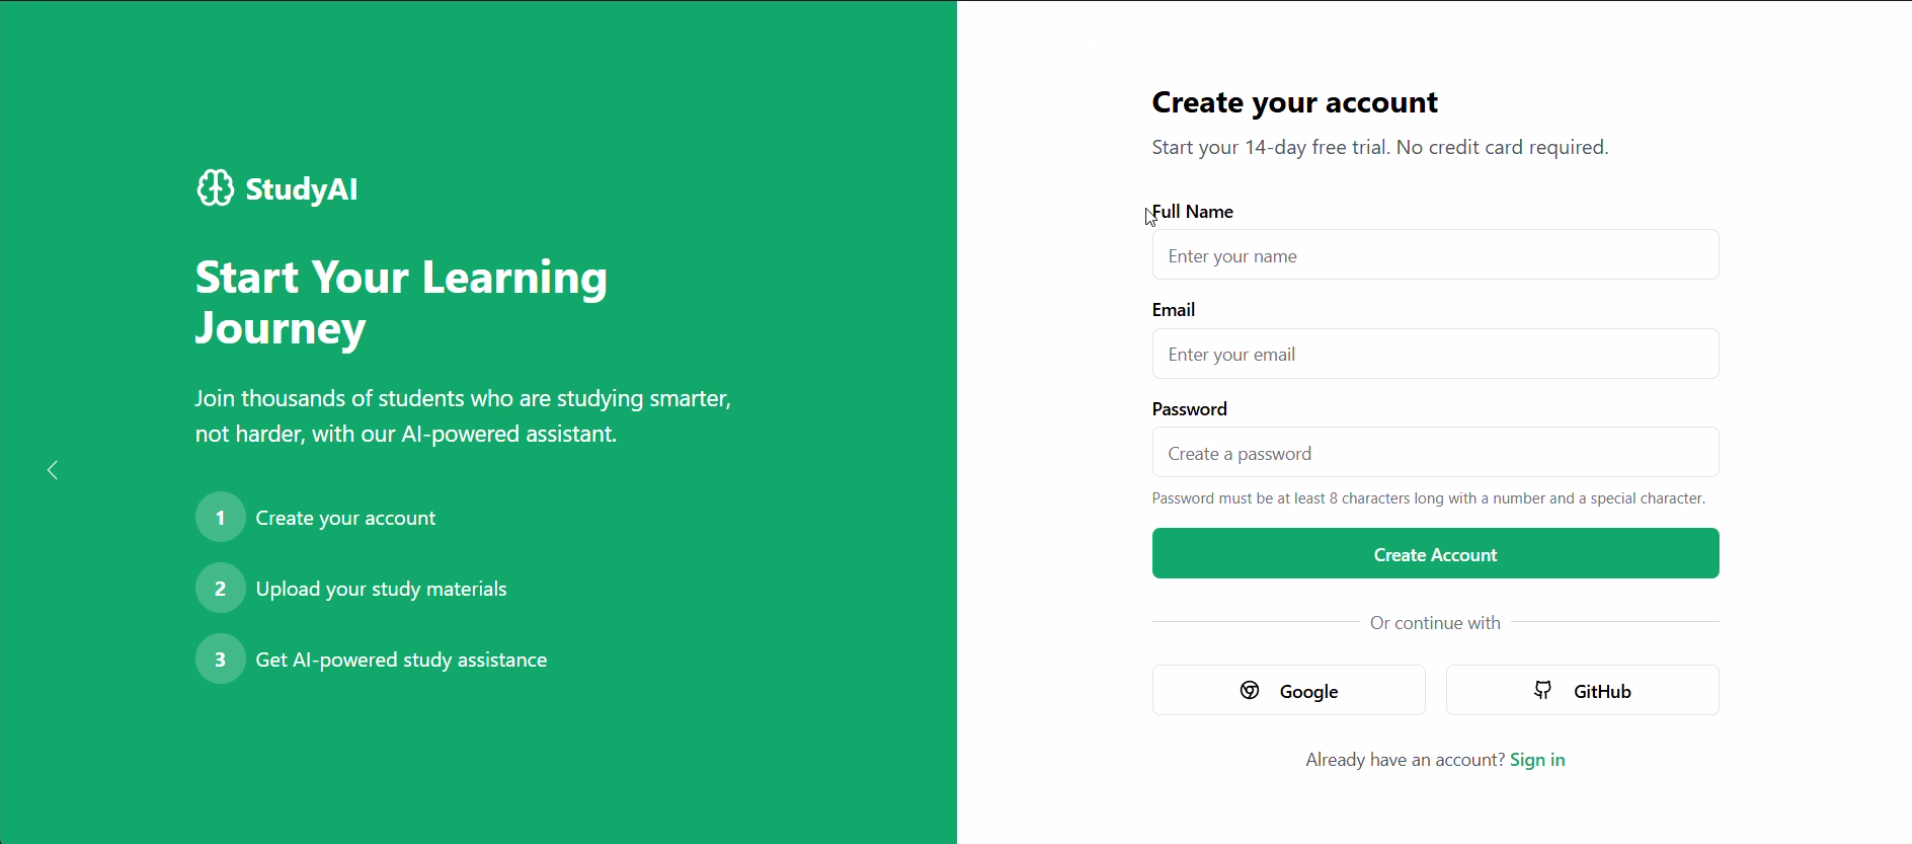 StudyAI
Start Your Learning
Journey
Join thousands of students who are studying smarter,
not harder, with our AI-powered assistant.
1 Create your account
2 Upload your study materials
3 Get AI-powered study assistance
Create your account
Start your 14-day free trial. No credit card required.
Full Name
Enter your name
Email
Enter your email
Password
Create a password
Password must be at least 8 characters long with a number and a special character.
Create Account
Or continue with
Google
GitHub
Already have an account? Sign in